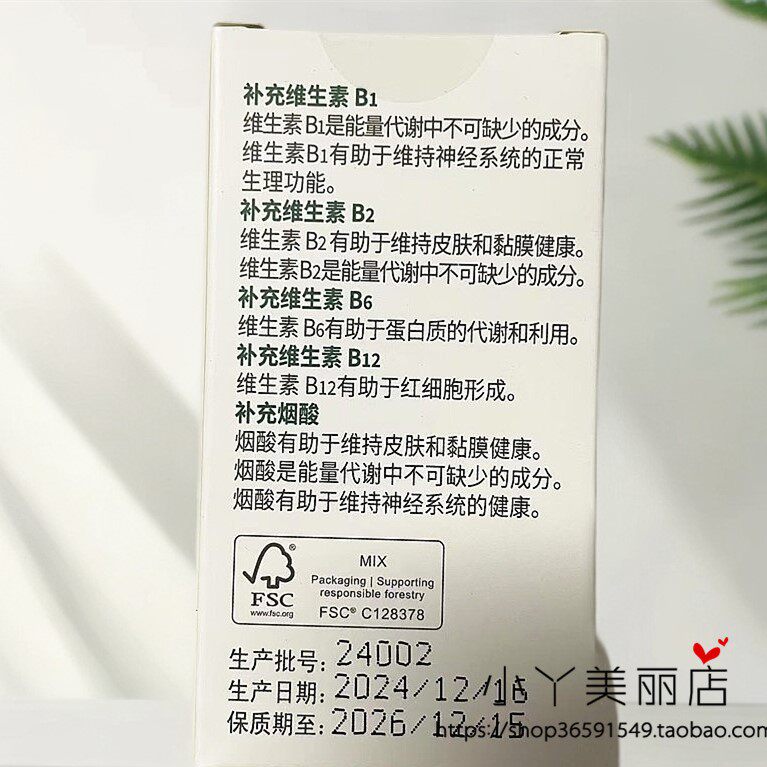 补充维生素 B1
维生素 B1是能量代谢中不可缺少的成分。
维生素B1有助于维持神经系统的正常
生理功能。
补充维生素 B2
维生素 B2 有助于维持皮肤和黏膜健康。
维生素B2是能量代谢中不可缺少的成分。
补充维生素 B6
维生素 B6有助于蛋白质的代谢和利用。
补充维生素 B12
维生素 B12有助于红细胞形成。
补充烟酸
烟酸有助于维持皮肤和黏膜健康。
烟酸是能量代谢中不可缺少的成分。
烟酸有助于维持神经系统的健康。
FSC
www.fsc.org
MIX
Packaging | Supporting
responsible forestry
FSC® C128378
生产批号: 24002
生产日期: 2024/12/16
保质期至: 2026/12/15
小丫美丽店
https://shop36591549.taobao.com